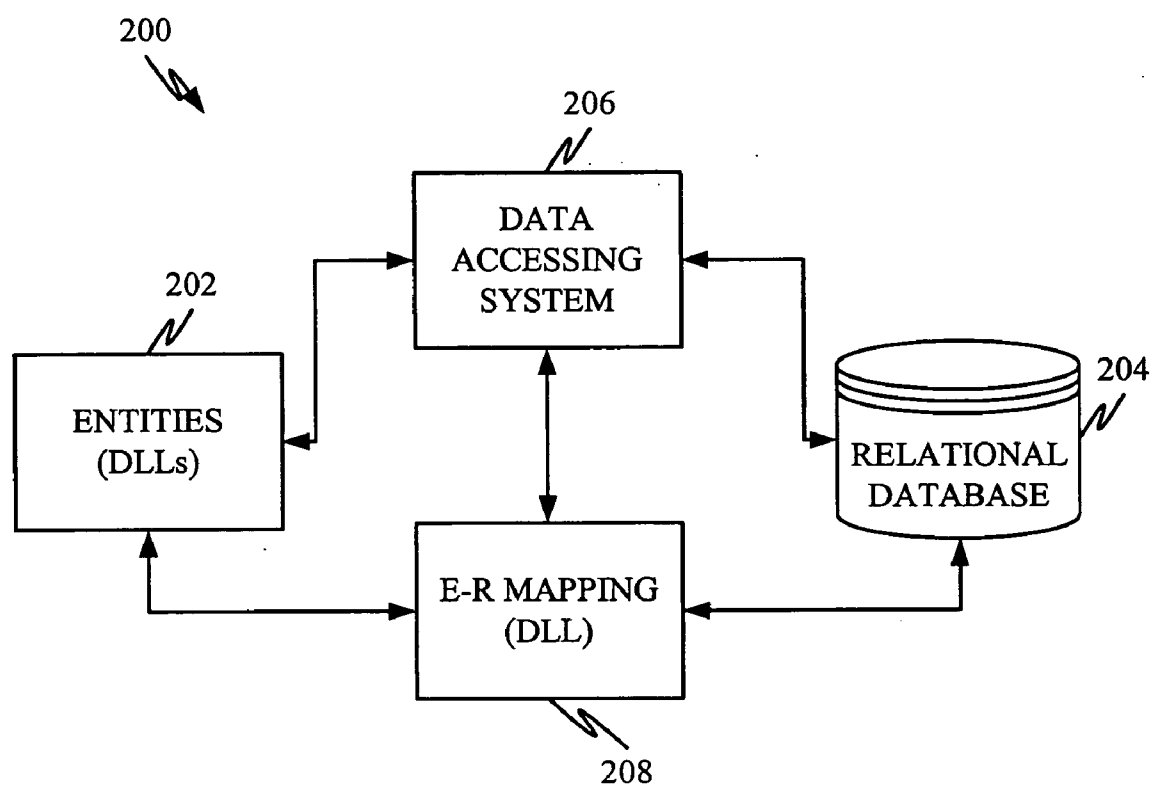 200
206
DATA
ACCESSING
SYSTEM
202
ENTITIES
(DLLs)
204
RELATIONAL
DATABASE
E-R MAPPING
(DLL)
208